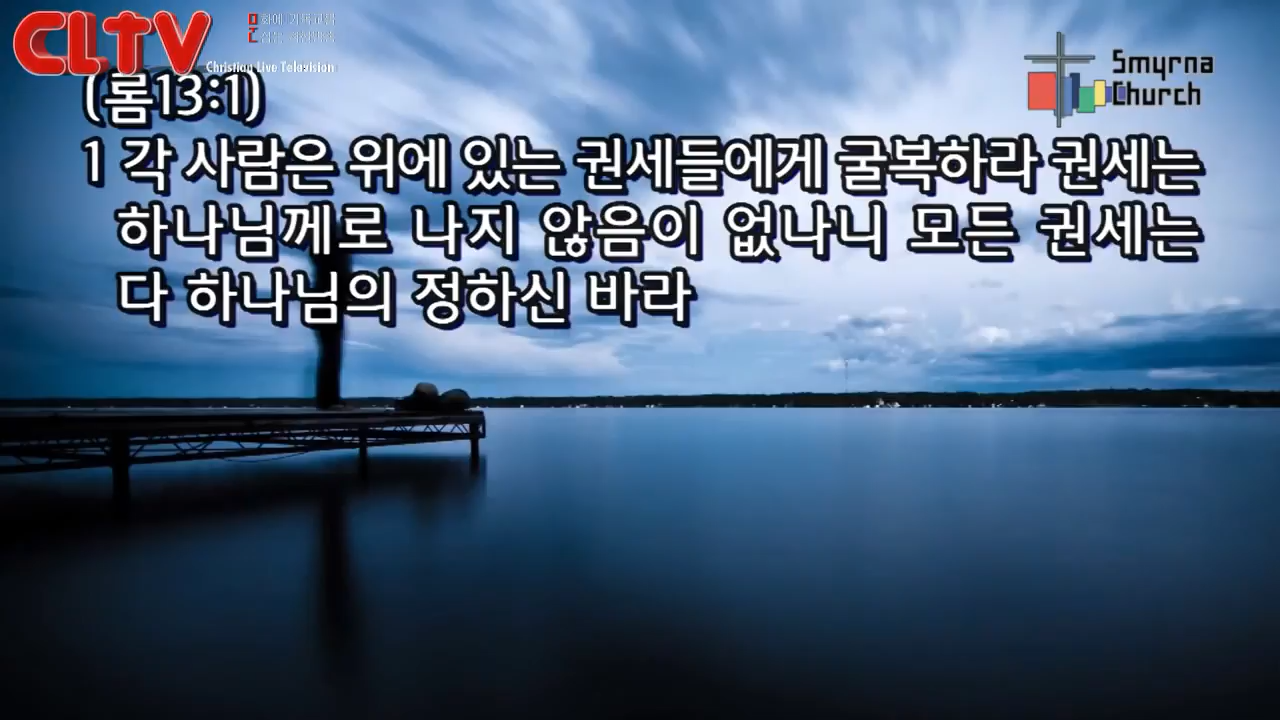 CLTV
Christian Live Television
Smyrna
Church
(롬13:1)
1 각 사람은 위에 있는 권세들에게 굴복하라 권세는
하나님께로 나지 않음이 없나니 모든 권세는
다 하나님의 정하신 바라